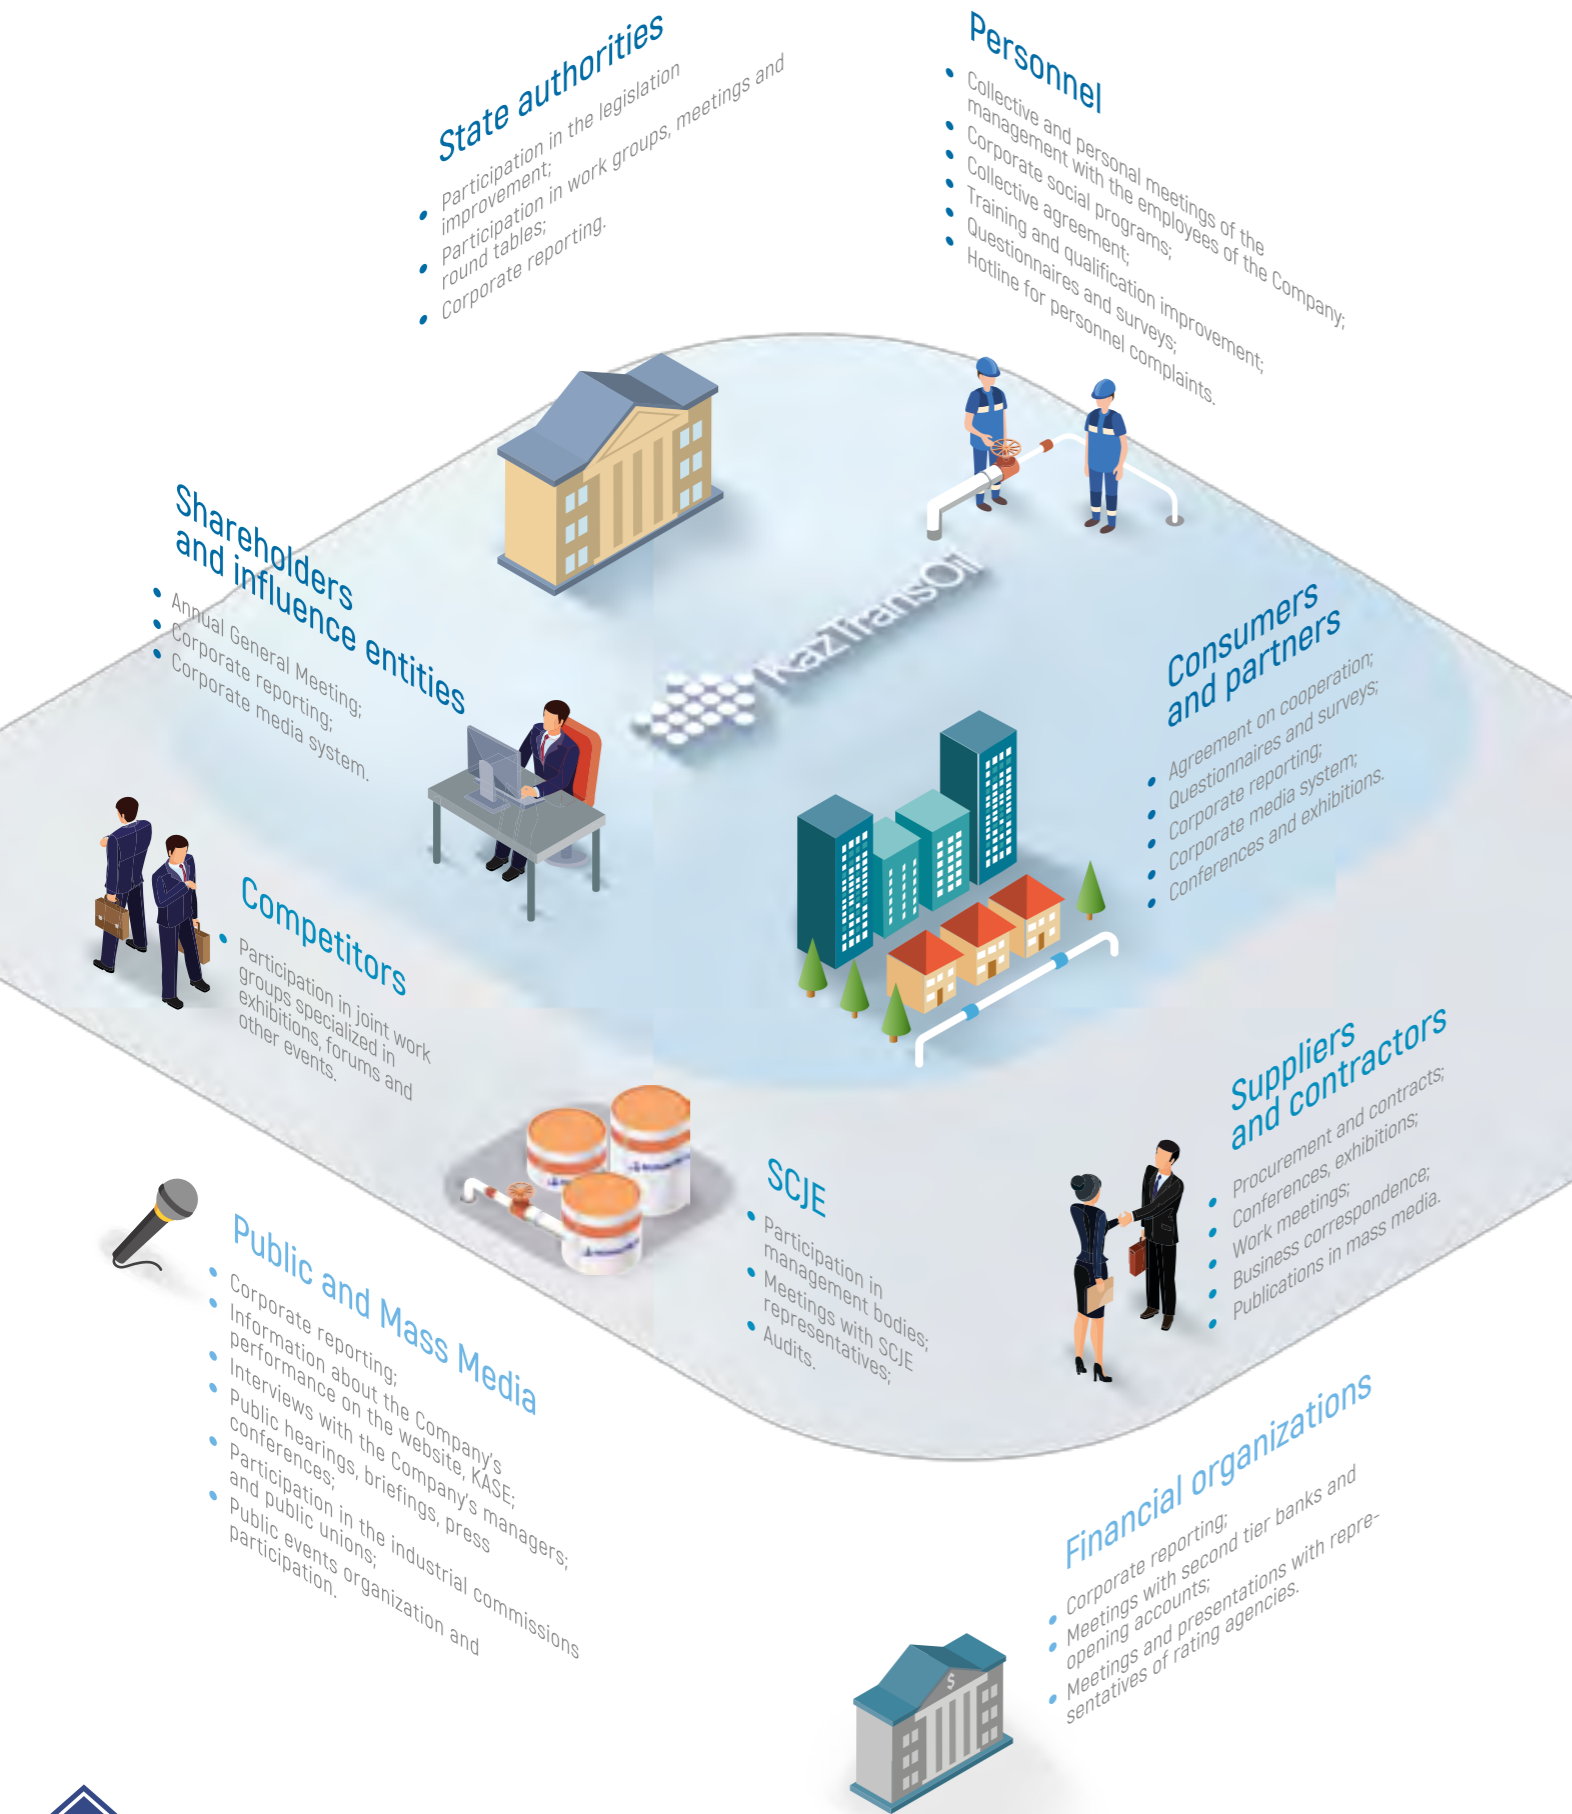 State authorities
Participation in the legislation
improvement;
Participation in work groups, meetings and
round tables;
Corporate reporting.
Personnel
Collective and personal meetings of the
management with the employees of the Company;
Corporate social programs;
Collective agreement;
Training and qualification improvement;
Questionnaires and surveys;
Hotline for personnel complaints.
Shareholders
and influence entities
Annual General Meeting;
Corporate reporting;
Corporate media system.
KazTransOil
Consumers
and partners
Agreement on cooperation;
Questionnaires and surveys;
Corporate reporting;
Corporate media system;
Conferences and exhibitions.
Competitors
Participation in joint work
groups specialized in
exhibitions, forums and
other events.
Suppliers
and contractors
Procurement and contracts;
Conferences, exhibitions;
Work meetings;
Business correspondence;
Publications in mass media.
SCJE
Participation in
management bodies;
Meetings with SCJE
representatives;
Audits.
Public and Mass Media
Corporate reporting;
Information about the Company's
performance on the website, KASE;
Interviews with the Company's managers;
Public hearings, briefings, press
conferences;
Participation in the industrial commissions
and public unions;
Public events organization and
participation.
Financial organizations
Corporate reporting;
Meetings with second tier banks and
opening accounts;
Meetings and presentations with repre-
sentatives of rating agencies.
$